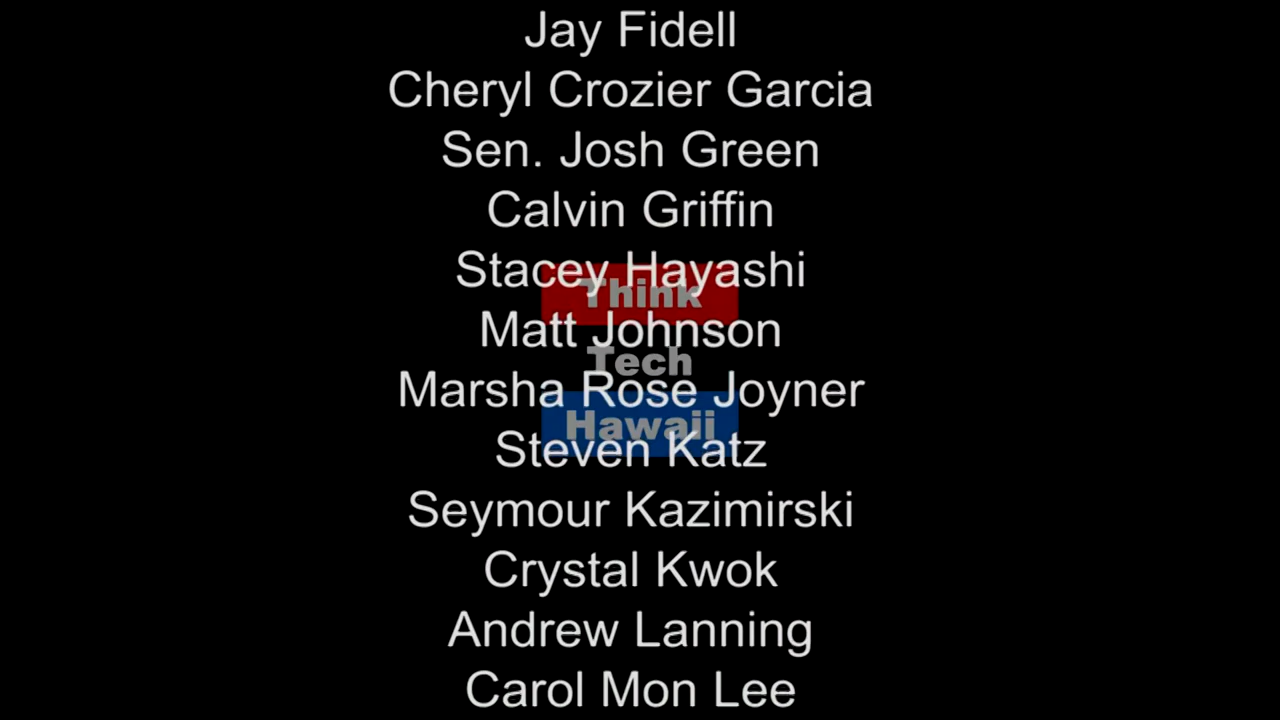 Jay Fidell
Cheryl Crozier Garcia
Sen. Josh Green
Calvin Griffin
Stacey Hayashi
Think
Matt Johnson
Tech
Marsha Rose Joyner
Hawaii
Steven Katz
Seymour Kazimirski
Crystal Kwok
Andrew Lanning
Carol Mon Lee